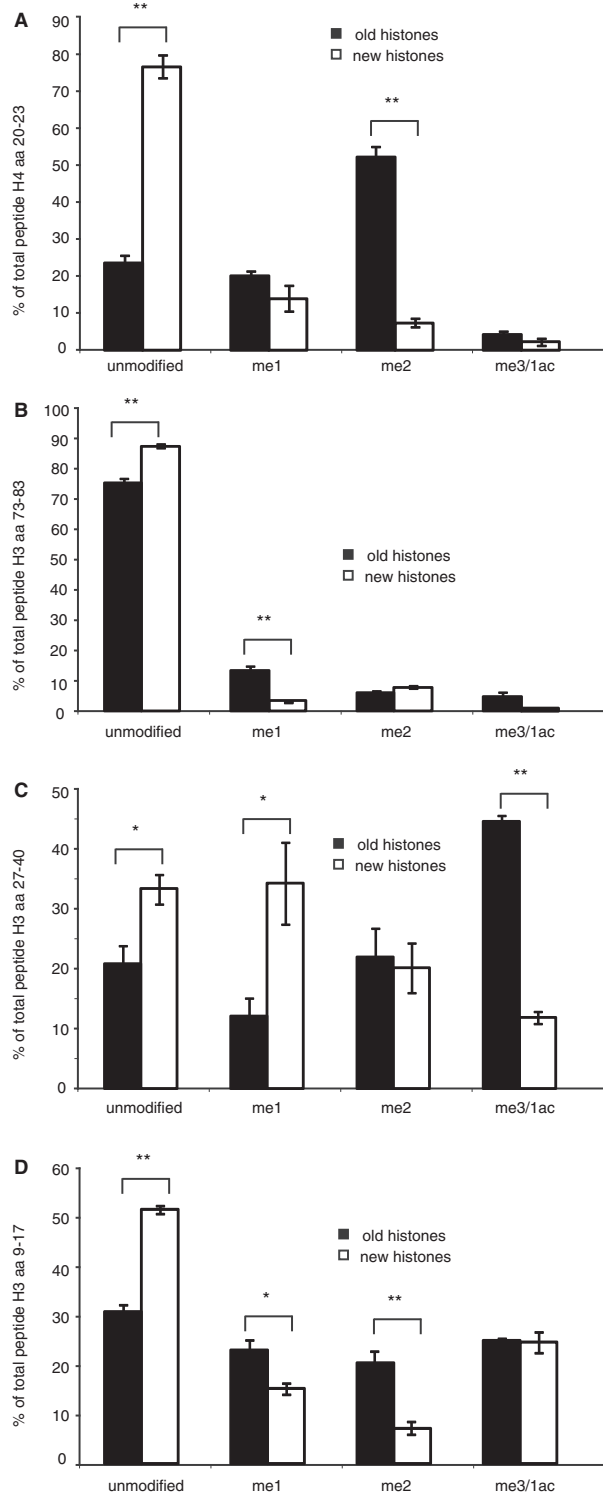 A
% of total peptide H4 aa 20-23
90
80
70
60
50
40
30
20
10
0
**
**
old histones
new histones
unmodified me1 me2 me3/1ac
B
% of total peptide H3 aa 73-83
100
90
80
70
60
50
40
30
20
10
0
**
**
old histones
new histones
unmodified me1 me2 me3/1ac
C
% of total peptide H3 aa 27-40
50
40
30
20
10
0
*
*
**
old histones
new histones
unmodified me1 me2 me3/1ac
D
% of total peptide H3 aa 9-17
60
50
40
30
20
10
0
**
*
**
old histones
new histones
unmodified me1 me2 me3/1ac